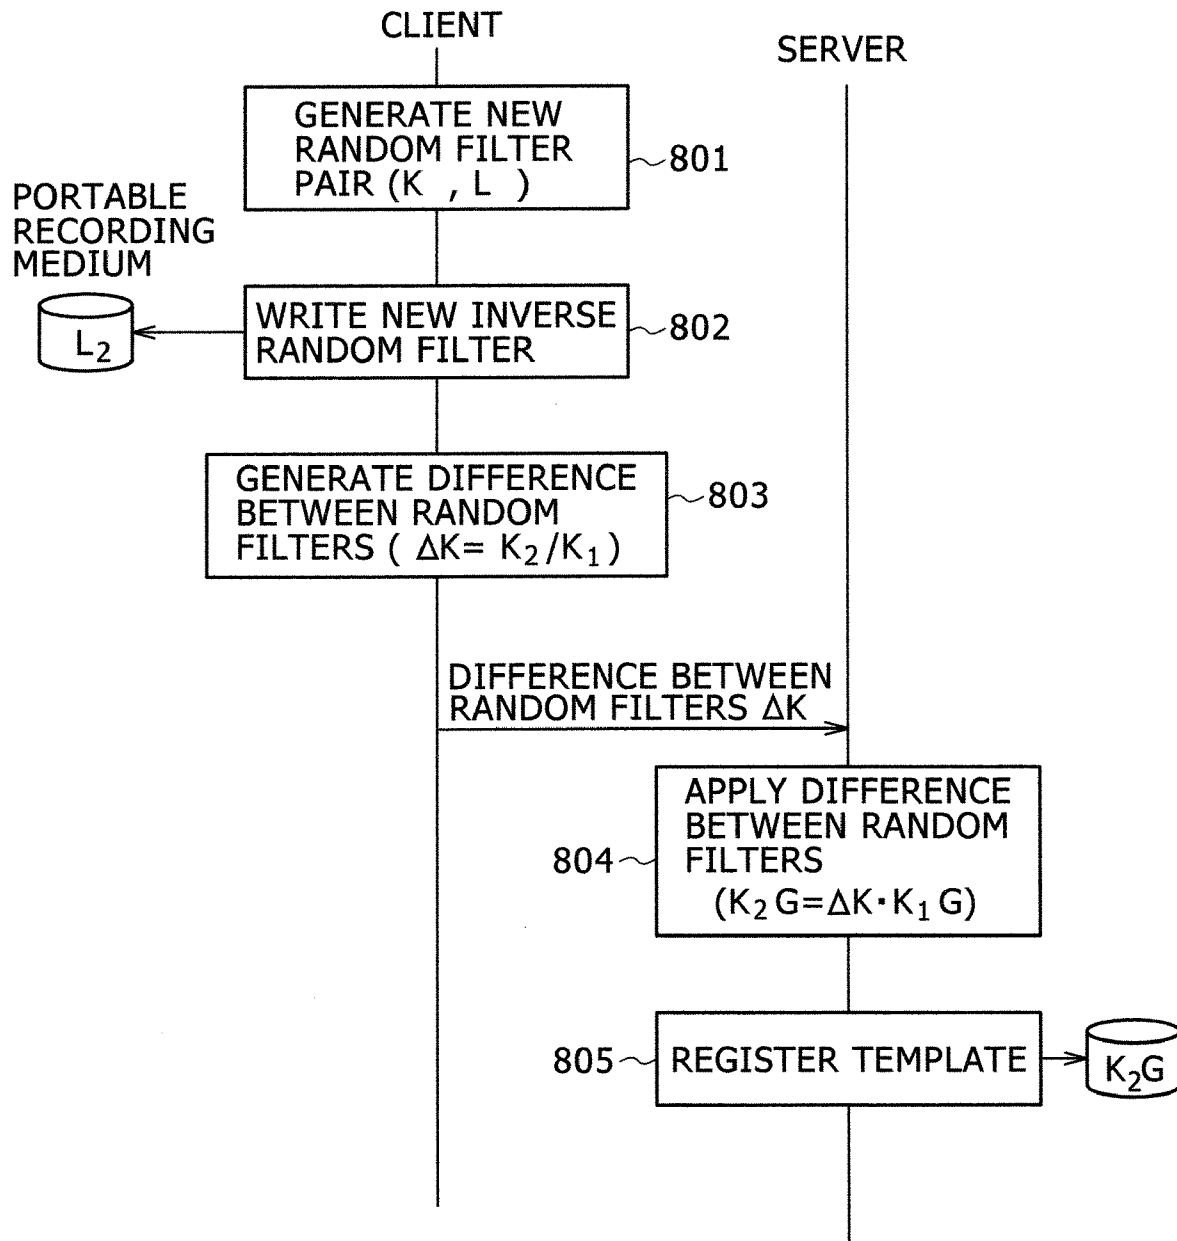 CLIENT
SERVER
GENERATE NEW
RANDOM FILTER
PAIR (K , L )
801
PORTABLE
RECORDING
MEDIUM
L₂
WRITE NEW INVERSE
RANDOM FILTER
802
GENERATE DIFFERENCE
BETWEEN RANDOM
FILTERS ( ΔK= K₂/K₁)
803
DIFFERENCE BETWEEN
RANDOM FILTERS ΔK
APPLY DIFFERENCE
BETWEEN RANDOM
FILTERS
(K₂G=ΔK·K₁G)
804
805
REGISTER TEMPLATE
K₂G